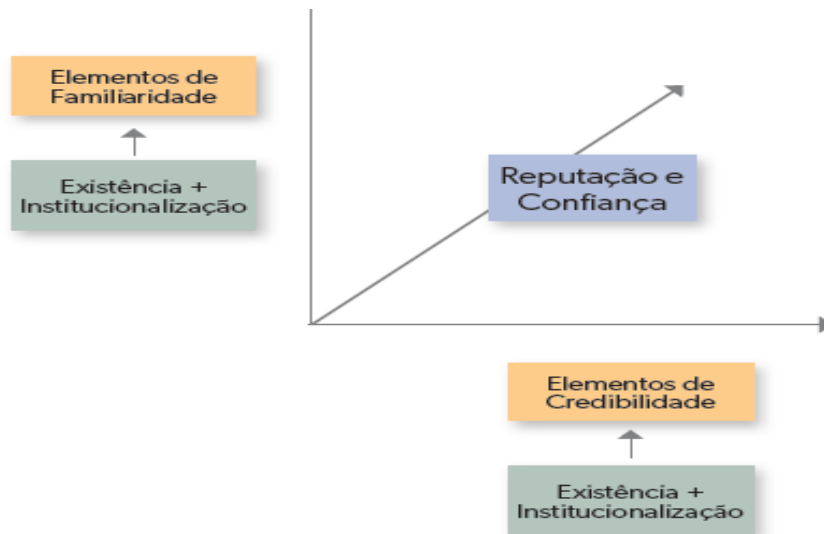 Elementos de
Familiaridade
Existência +
Institucionalização
Reputação e
Confiança
Elementos de
Credibilidade
Existência +
Institucionalização